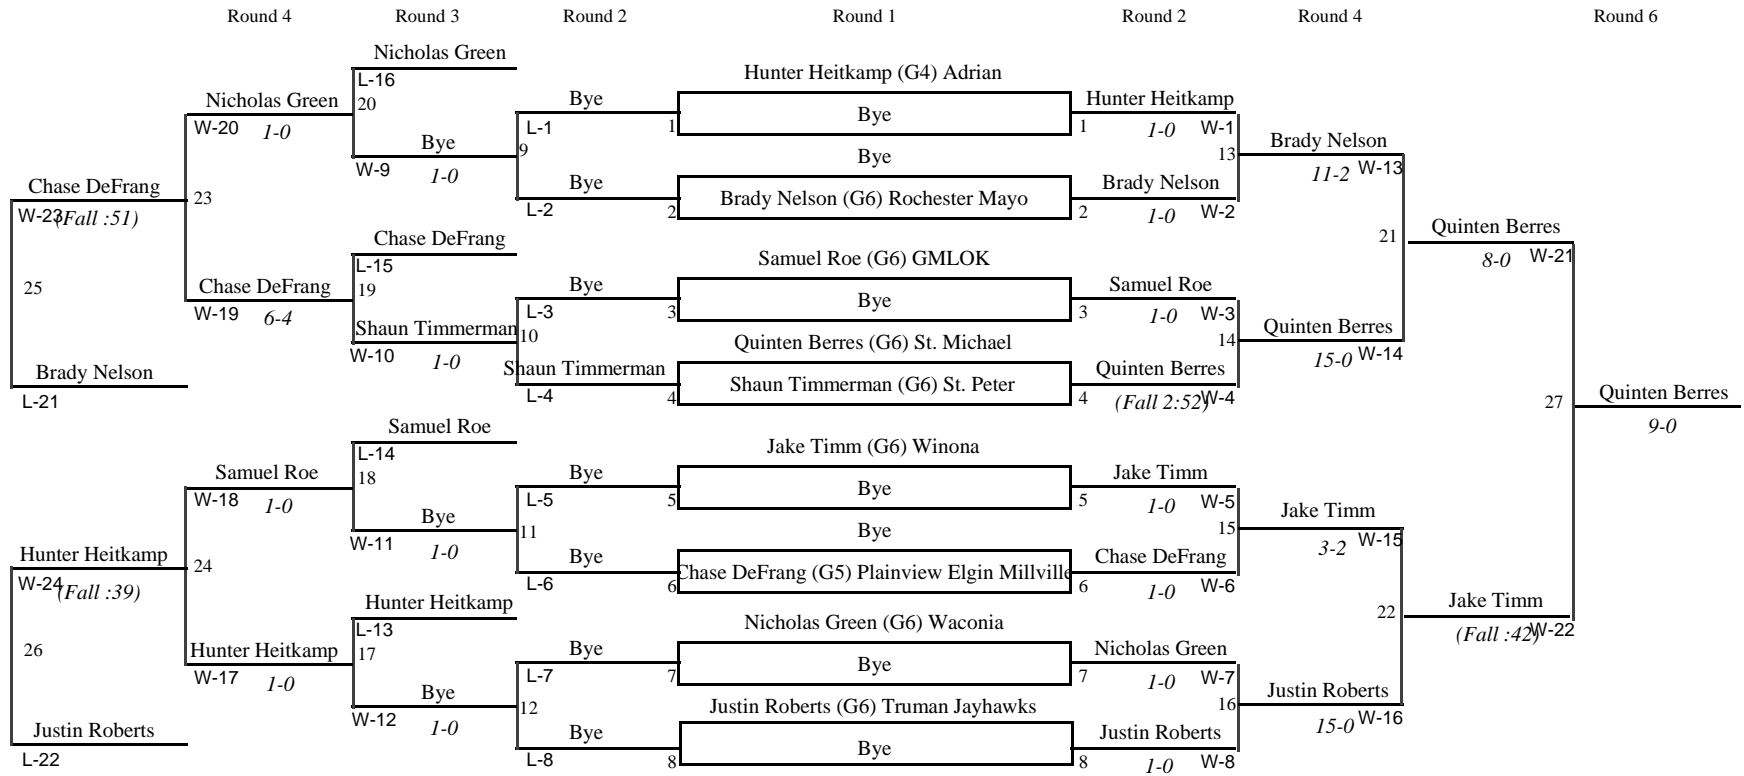 Round 4 Round 3 Round 2 Round 1 Round 2 Round 4 Round 6
Nicholas Green
L-16
Hunter Heitkamp (G4) Adrian
Nicholas Green 20 Bye Bye Hunter Heitkamp
W-20 1-0 L-1 1 1 1-0 W-1
Bye 9 13 Brady Nelson
W-9 1-0 Bye 11-2 W-13
Chase DeFrang 23 Bye Brady Nelson (G6) Rochester Mayo Brady Nelson
W-23 (Fall :51) L-2 2 2 1-0 W-2
Chase DeFrang 21 Quinten Berres
L-15 Samuel Roe (G6) GMLOK 8-0 W-21
25 Chase DeFrang 19 Bye Bye Samuel Roe
W-19 6-4 L-3 3 3 1-0 W-3
Shaun Timmerman 10 Quinten Berres (G6) St. Michael 14 Quinten Berres
W-10 1-0 15-0 W-14
Brady Nelson Shaun Timmerman Shaun Timmerman (G6) St. Peter Quinten Berres
L-21 L-4 4 4 (Fall 2:52) W-4
27 Quinten Berres
9-0
Samuel Roe
L-14 Jake Timm (G6) Winona
Samuel Roe 18 Bye Bye Jake Timm
W-18 1-0 L-5 5 5 1-0 W-5
Bye 11 Bye 15 Jake Timm
W-11 1-0 3-2 W-15
Hunter Heitkamp 24 Bye Chase DeFrang (G5) Plainview Elgin Millville Chase DeFrang
W-24 (Fall :39) L-6 6 6 1-0 W-6
Hunter Heitkamp 22 Jake Timm
L-13 Nicholas Green (G6) Waconia (Fall :42) W-22
26 Hunter Heitkamp 17 Bye Bye Nicholas Green
W-17 1-0 L-7 7 7 1-0 W-7
Bye 12 Justin Roberts (G6) Truman Jayhawks 16 Justin Roberts
W-12 1-0 15-0 W-16
Justin Roberts Bye Bye Justin Roberts
L-22 L-8 8 8 1-0 W-8